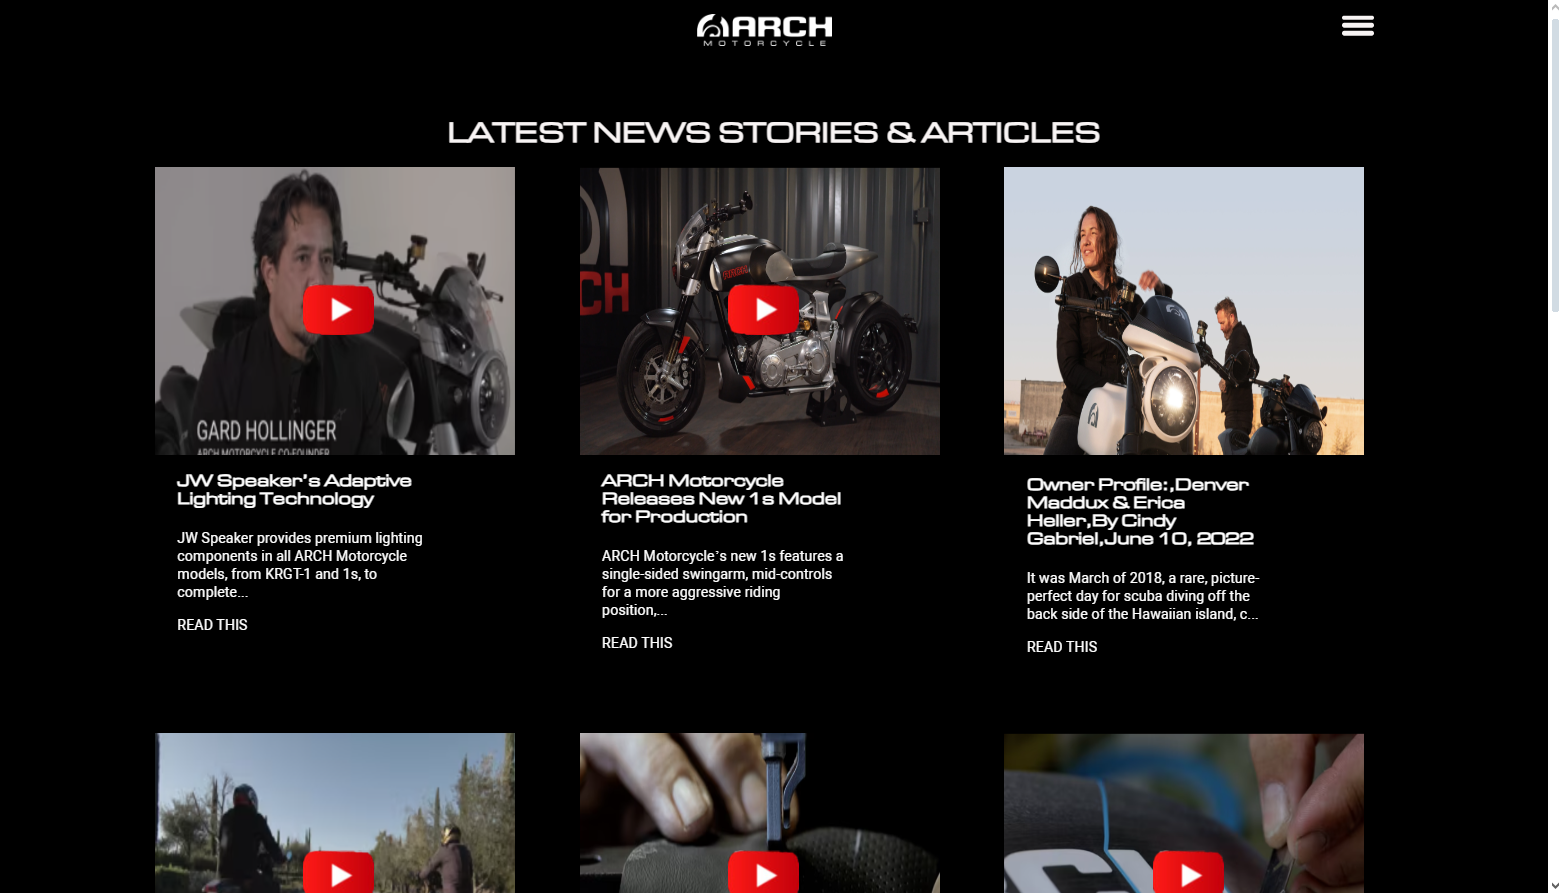 ARCH
MOTORCYCLE
LATEST NEWS STORIES & ARTICLES
GARD HOLLINGER
ARCH MOTORCYCLE CO-FOUNDER
CH
JW Speaker's Adaptive
Lighting Technology
JW Speaker provides premium lighting
components in all ARCH Motorcycle
models, from KRGT-1 and 1s, to
complete...
READ THIS
ARCH Motorcycle
Releases New 1s Model
for Production
ARCH Motorcycle's new 1s features a
single-sided swingarm, mid-controls
for a more aggressive riding
position,...
READ THIS
Owner Profile:,Denver
Maddux & Erica
Heller,By Cindy
Gabriel,June 10, 2022
It was March of 2018, a rare, picture-
perfect day for scuba diving off the
back side of the Hawaiian island, c...
READ THIS